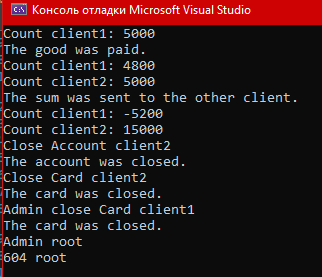 Консоль отладки Microsoft Visual Studio
Count client1: 5000
The good was paid.
Count client1: 4800
Count client2: 5000
The sum was sent to the other client.
Count client1: -5200
Count client2: 15000
Close Account client2
The account was closed.
Close Card client2
The card was closed.
Admin close Card client1
The card was closed.
Admin root
604 root